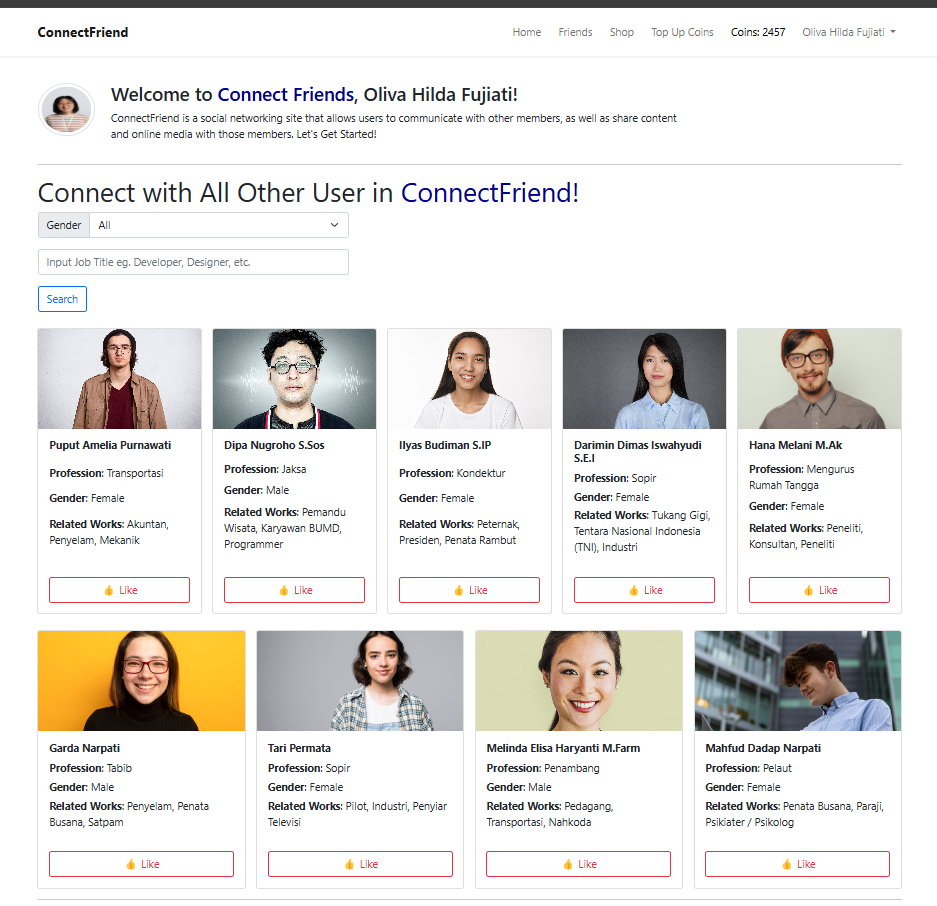 ConnectFriend
Home Friends Shop Top Up Coins Coins: 2457 Oliva Hilda Fujiati
Welcome to Connect Friends, Oliva Hilda Fujiati!
ConnectFriend is a social networking site that allows users to communicate with other members, as well as share content
and online media with those members. Let's Get Started!
Connect with All Other User in ConnectFriend!
Gender All
Input Job Title eg. Developer, Designer, etc.
Search
Puput Amelia Purnawati
Profession: Transportasi
Gender: Female
Related Works: Akuntan,
Penyelam, Mekanik
Like
Dipa Nugroho S.Sos
Profession: Jaksa
Gender: Male
Related Works: Pemandu
Wisata, Karyawan BUMD,
Programmer
Like
Ilyas Budiman S.IP
Profession: Kondektur
Gender: Female
Related Works: Peternak,
Presiden, Penata Rambut
Like
Darimin Dimas Iswahyudi
S.E.I
Profession: Sopir
Gender: Female
Related Works: Tukang Gigi,
Tentara Nasional Indonesia
(TNI), Industri
Like
Hana Melani M.Ak
Profession: Mengurus
Rumah Tangga
Gender: Female
Related Works: Peneliti,
Konsultan, Peneliti
Like
Garda Narpati
Profession: Tabib
Gender: Male
Related Works: Penyelam, Penata
Busana, Satpam
Like
Tari Permata
Profession: Sopir
Gender: Female
Related Works: Pilot, Industri, Penyiar
Televisi
Like
Melinda Elisa Haryanti M.Farm
Profession: Penambang
Gender: Male
Related Works: Pedagang,
Transportasi, Nahkoda
Like
Mahfud Dadap Narpati
Profession: Pelaut
Gender: Female
Related Works: Penata Busana, Paraji,
Psikiater / Psikolog
Like